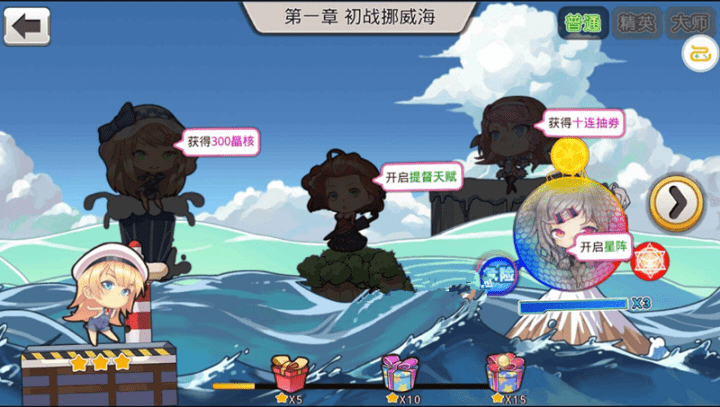 第一章 初战挪威海
普通
精英
大师
获得300晶核
开启提督天赋
获得十连抽券
开启星阵
X3
X5
X10
X15